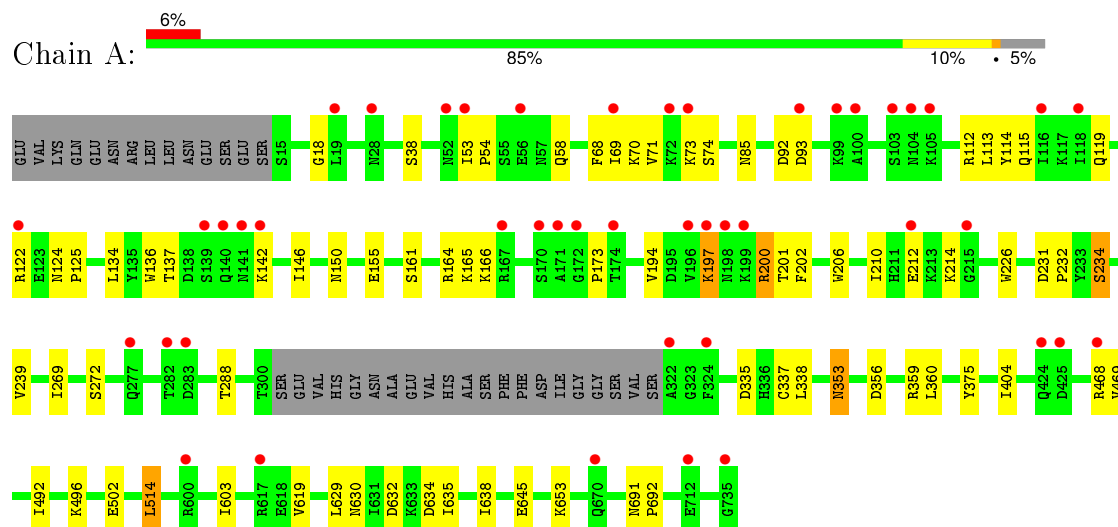 6%
Chain A:
85% 10% • 5%
GLU VAL LYS GLN GLU ASN ARG LEU LEU ASN GLU SER GLU SER S15 G18 L19 N28 S38 N52 I53 P54 S55 E56 N57 Q58 F68 I69 K70 V71 K72 K73 S74 N85 D92 D93 K99 A100 S103 N104 K105 R112 L113 Y114 Q115 I116 K117 I118 Q119
R122 E123 N124 P125 L134 Y135 W136 T137 D138 S139 Q140 N141 K142 I146 N150 E155 S161 R164 K165 K166 R167 S170 A171 G172 P173 T174 V194 D195 V196 K197 N198 K199 R200 T201 F202 W206 I210 H211 E212 K213 K214 G215 W226 D231 P232 Y233 S234
V239 I269 S272 Q277 T282 D283 T288 T300 SER GLU VAL HIS GLY ASN ALA GLU VAL HIS ALA SER PHE PHE ASP ILE GLY GLY SER VAL SER A322 G323 F324 D335 H336 C337 L338 N353 D356 R359 L360 Y375 I404 Q424 D425 R468 V469
I492 K496 E502 L514 R600 I603 R617 E618 V619 L629 N630 I631 D632 K633 D634 I635 I638 E645 K653 Q670 N691 P692 E712 G735